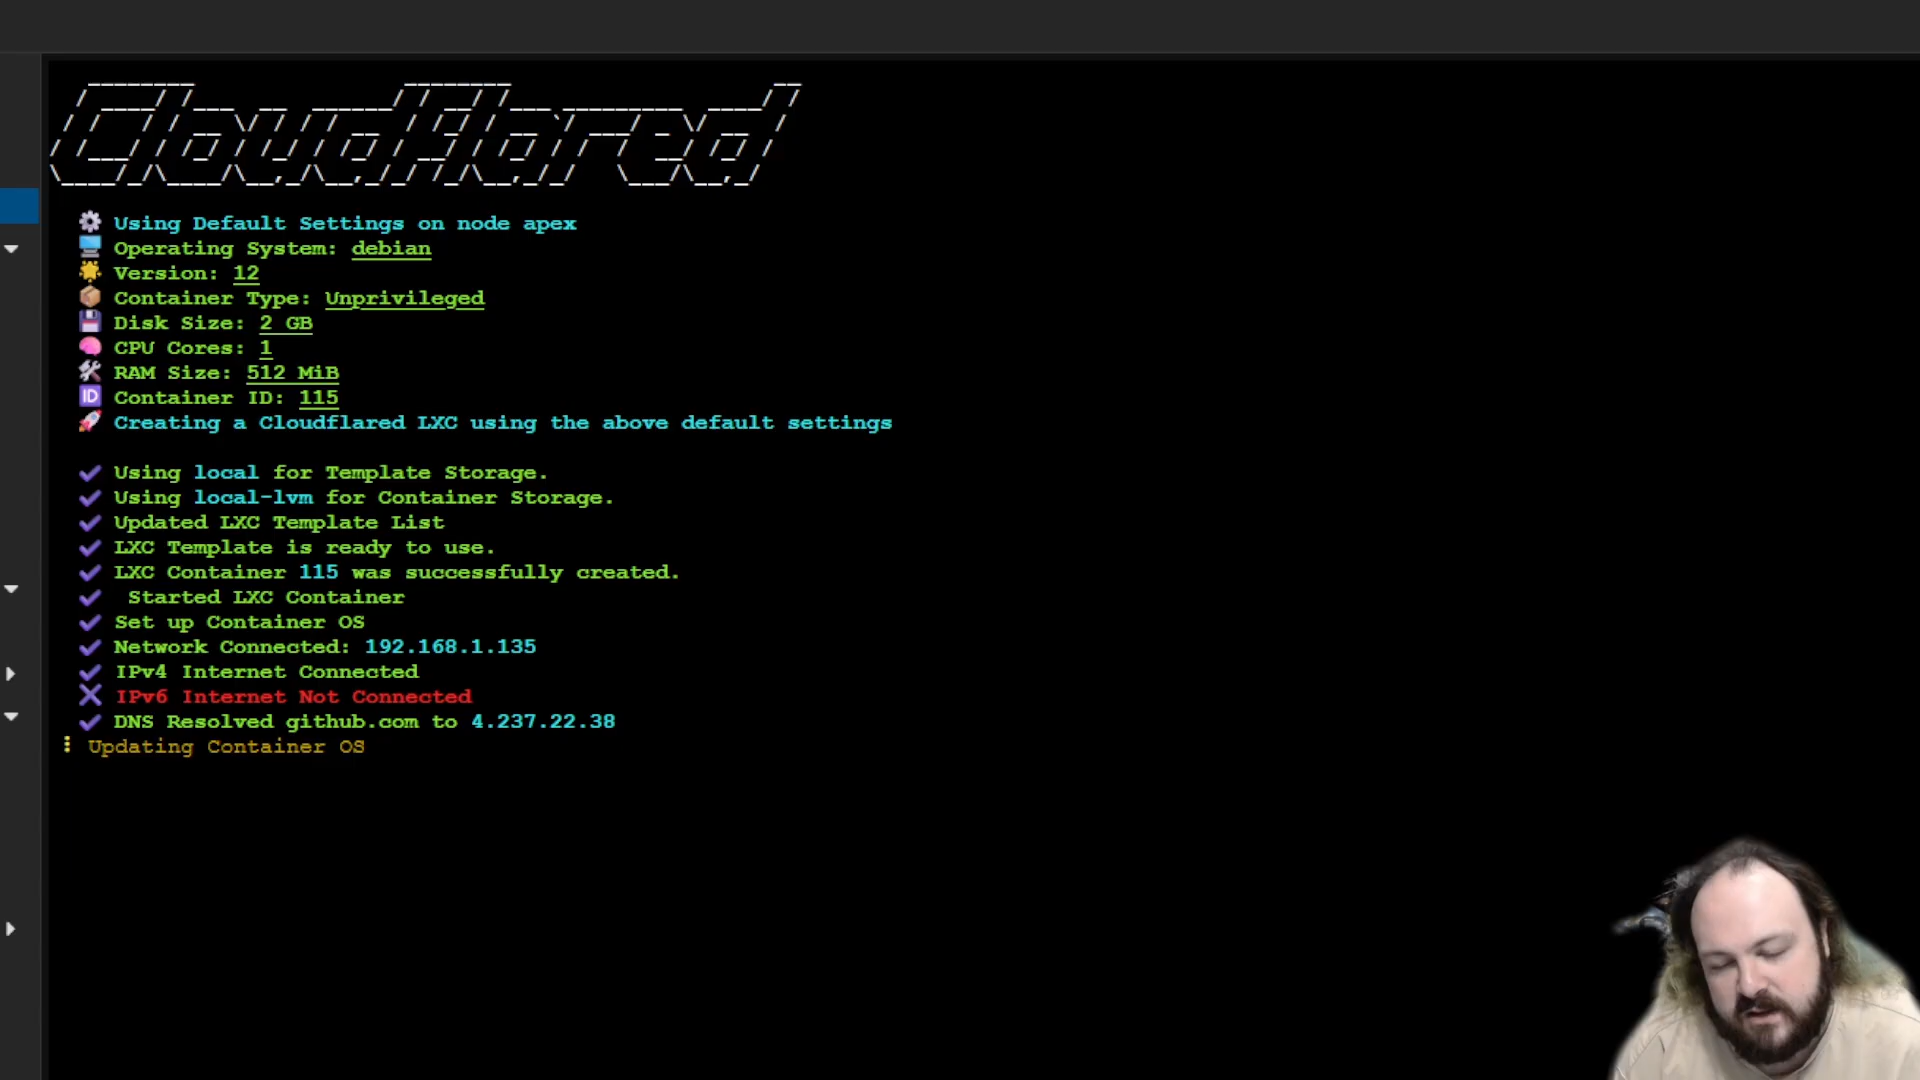 Cloudflared
Using Default Settings on node apex
Operating System: debian
Version: 12
Container Type: Unprivileged
Disk Size: 2 GB
CPU Cores: 1
RAM Size: 512 MiB
ID Container ID: 115
Creating a Cloudflared LXC using the above default settings
Using local for Template Storage.
Using local-lvm for Container Storage.
Updated LXC Template List
LXC Template is ready to use.
LXC Container 115 was successfully created.
Started LXC Container
Set up Container OS
Network Connected: 192.168.1.135
IPv4 Internet Connected
IPv6 Internet Not Connected
DNS Resolved github.com to 4.237.22.38
Updating Container OS